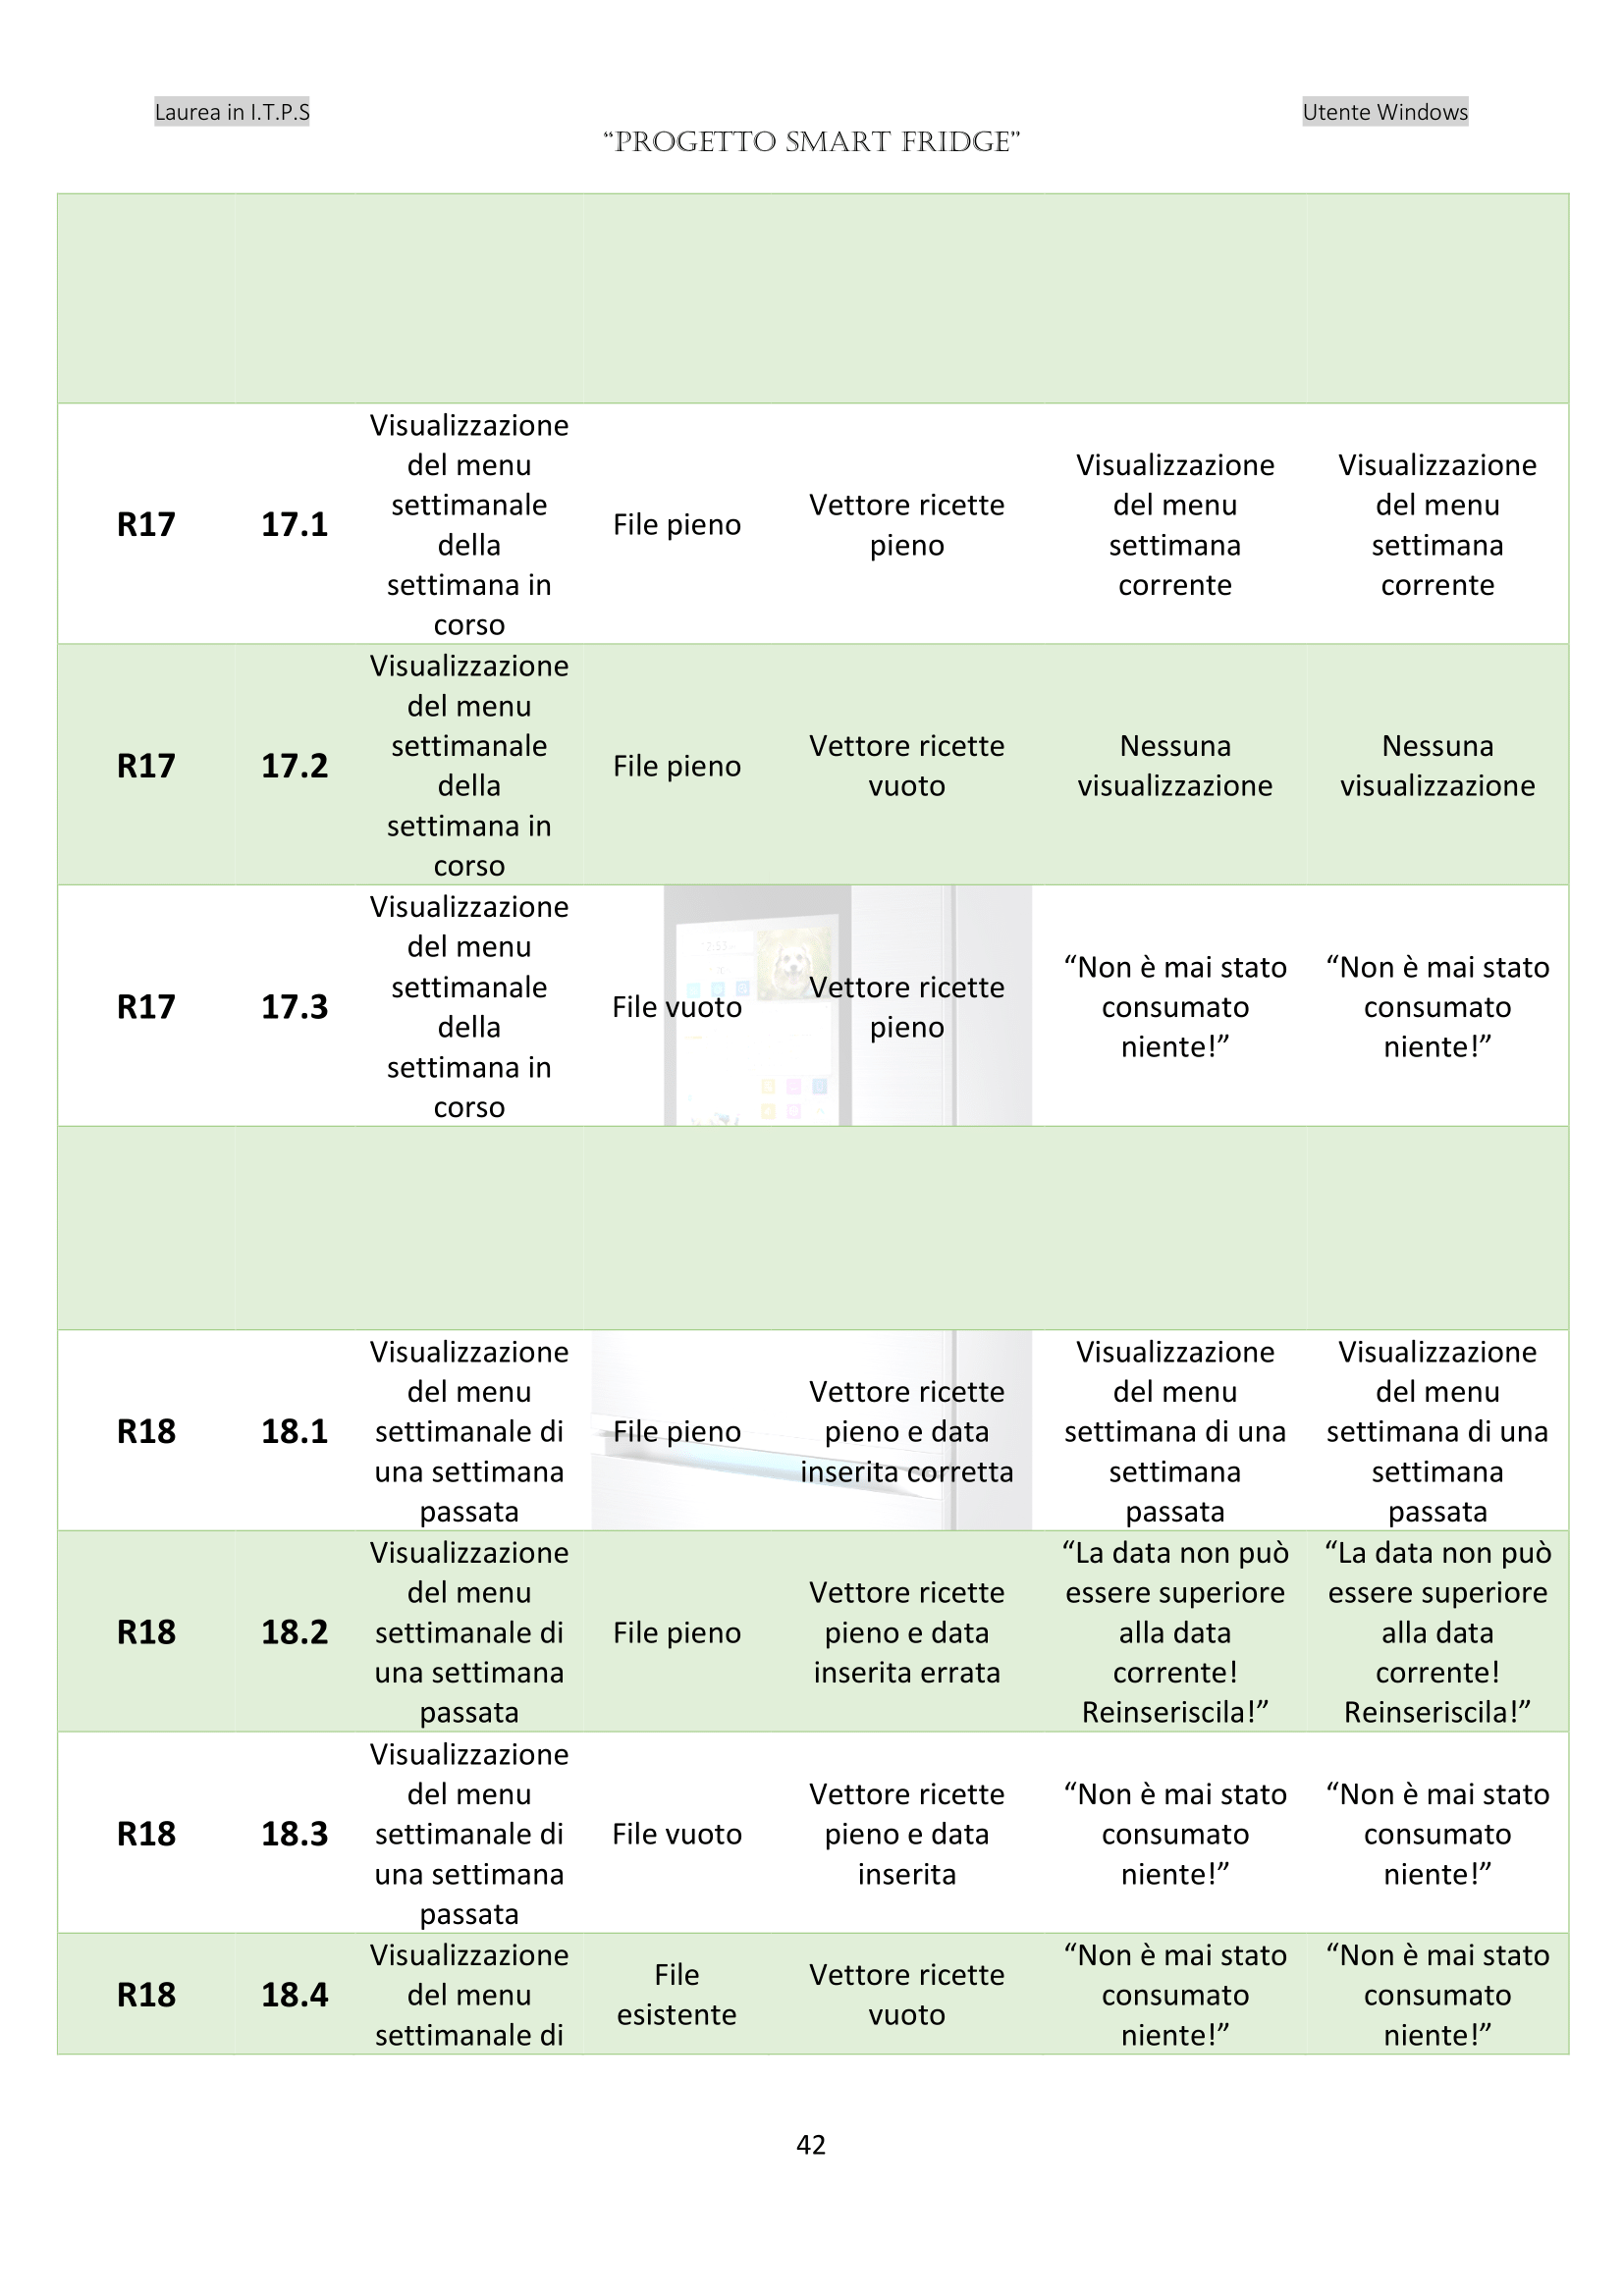 Laurea in I.T.P.S
Utente Windows
“PROGETTO SMART FRIDGE”
Visualizzazione
del menu
settimanale
della
settimana in
corso
R17
17.1
File pieno
Vettore ricette
pieno
Visualizzazione
del menu
settimana
corrente
Visualizzazione
del menu
settimana
corrente
Visualizzazione
del menu
settimanale
della
settimana in
corso
R17
17.2
File pieno
Vettore ricette
vuoto
Nessuna
visualizzazione
Nessuna
visualizzazione
Visualizzazione
del menu
settimanale
della
settimana in
corso
R17
17.3
File vuoto
Vettore ricette
pieno
“Non è mai stato
consumato
niente!”
“Non è mai stato
consumato
niente!”
R18
18.1
Visualizzazione
del menu
settimanale di
una settimana
passata
File pieno
Vettore ricette
pieno e data
inserita corretta
Visualizzazione
del menu
settimana di una
settimana
passata
Visualizzazione
del menu
settimana di una
settimana
passata
R18
18.2
Visualizzazione
del menu
settimanale di
una settimana
passata
File pieno
Vettore ricette
pieno e data
inserita errata
“La data non può
essere superiore
alla data
corrente!
Reinseriscila!”
“La data non può
essere superiore
alla data
corrente!
Reinseriscila!”
R18
18.3
Visualizzazione
del menu
settimanale di
una settimana
passata
File vuoto
Vettore ricette
pieno e data
inserita
“Non è mai stato
consumato
niente!”
“Non è mai stato
consumato
niente!”
R18
18.4
Visualizzazione
del menu
settimanale di
File
esistente
Vettore ricette
vuoto
“Non è mai stato
consumato
niente!”
“Non è mai stato
consumato
niente!”
42